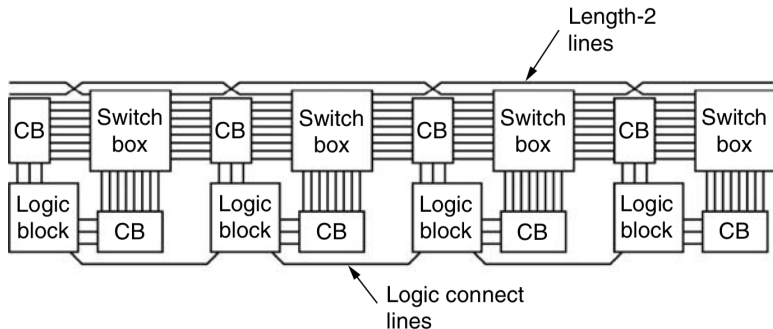 Length-2
lines
CB
Switch
box
CB
Switch
box
CB
Switch
box
CB
Switch
box
Logic
block
CB
Logic
block
CB
Logic
block
CB
Logic
block
CB
Logic connect
lines